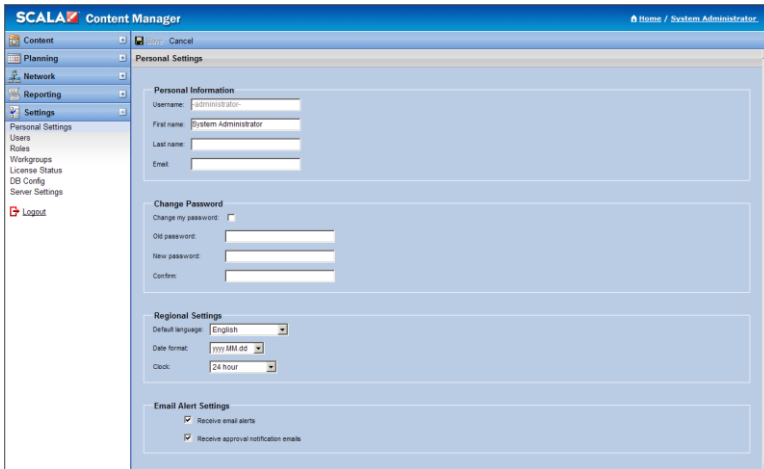 SCALA Content Manager
Home / System Administrator
Content
Planning
Network
Reporting
Settings
Personal Settings
Users
Roles
Workgroups
License Status
DB Config
Server Settings
Logout
Cancel
Personal Settings
Personal Information
Username: -administrator-
First name: System Administrator
Last name:
Email:
Change Password
Change my password:
Old password:
New password:
Confirm:
Regional Settings
Default language: English
Date format: yyyy.MM.dd
Clock: 24 hour
Email Alert Settings
Receive email alerts
Receive approval notification emails